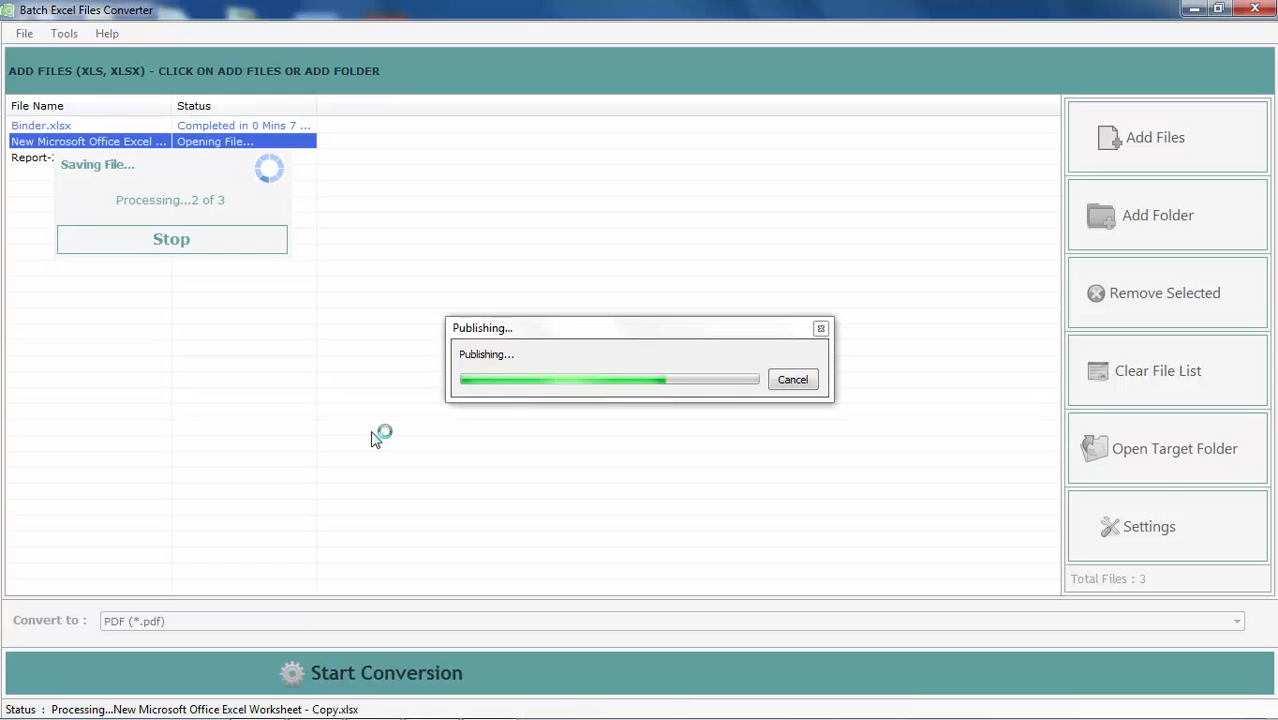 Batch Excel Files Converter
File Tools Help
ADD FILES (XLS, XLSX) - CLICK ON ADD FILES OR ADD FOLDER
File Name Status
Binder.xlsx Completed in 0 Mins 7 ...
New Microsoft Office Excel ... Opening File...
Report-
Saving File...
Processing...2 of 3
Stop
Publishing...
Publishing...
Cancel
Add Files
Add Folder
Remove Selected
Clear File List
Open Target Folder
Settings
Total Files : 3
Convert to : PDF (*.pdf)
Start Conversion
Status : Processing...New Microsoft Office Excel Worksheet - Copy.xlsx